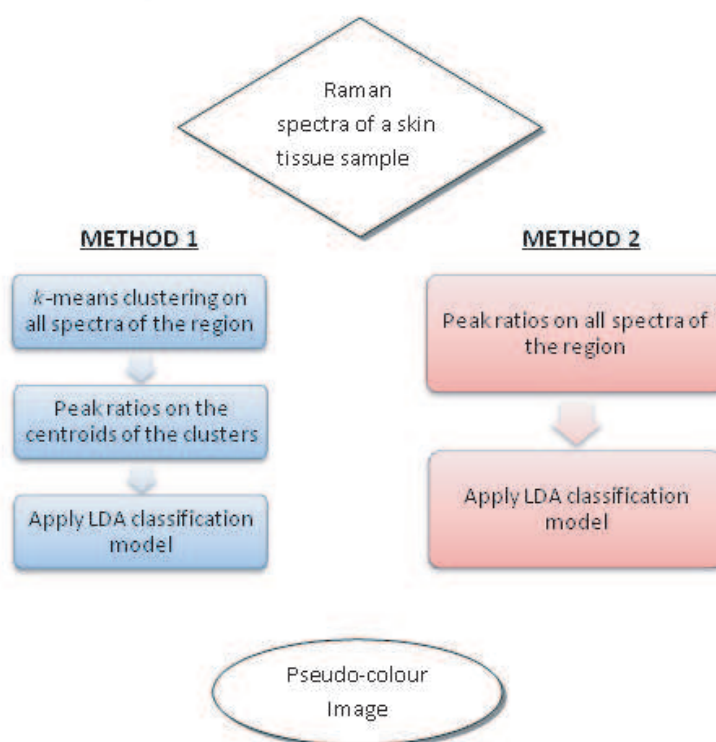 Raman
spectra of a skin
tissue sample
METHOD 1
k-means clustering on
all spectra of the region
Peak ratios on the
centroids of the clusters
Apply LDA classification
model
METHOD 2
Peak ratios on all spectra of
the region
Apply LDA classification
model
Pseudo-colour
Image